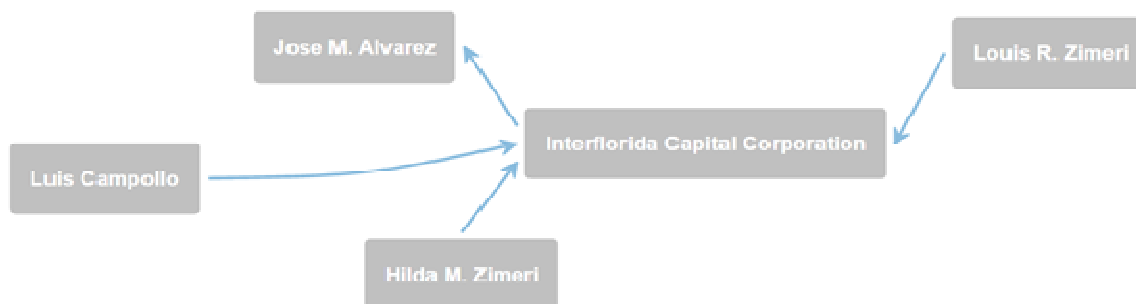 Jose M. Alvarez
Louis R. Zimeri
Interflorida Capital Corporation
Luis Campollo
Hilda M. Zimeri